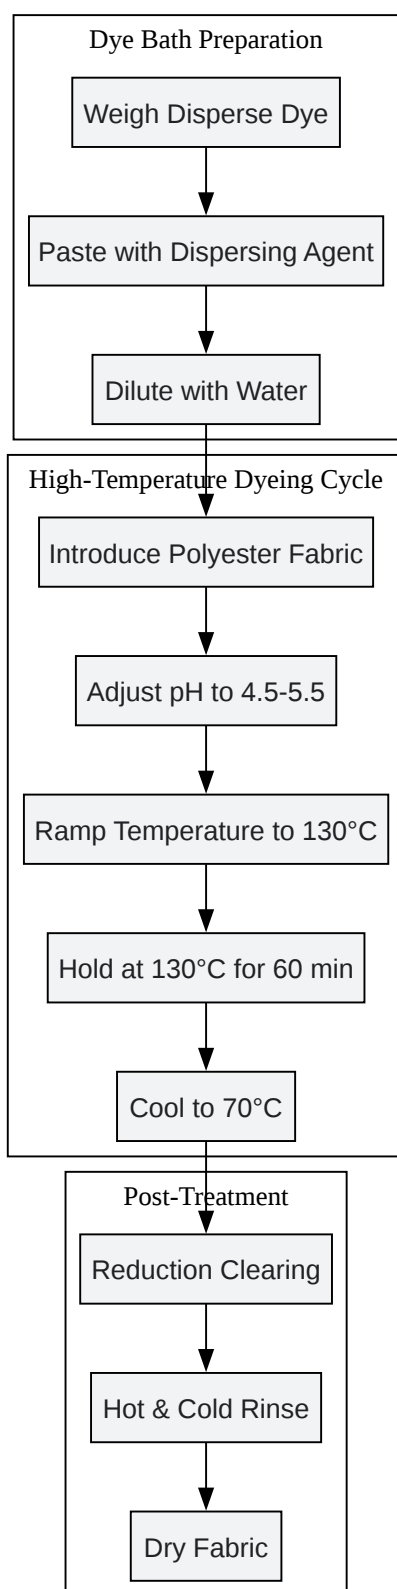 Dye Bath Preparation
Weigh Disperse Dye
Paste with Dispersing Agent
Dilute with Water
High-Temperature Dyeing Cycle
Introduce Polyester Fabric
Adjust pH to 4.5-5.5
Ramp Temperature to 130°C
Hold at 130°C for 60 min
Cool to 70°C
Post-Treatment
Reduction Clearing
Hot & Cold Rinse
Dry Fabric